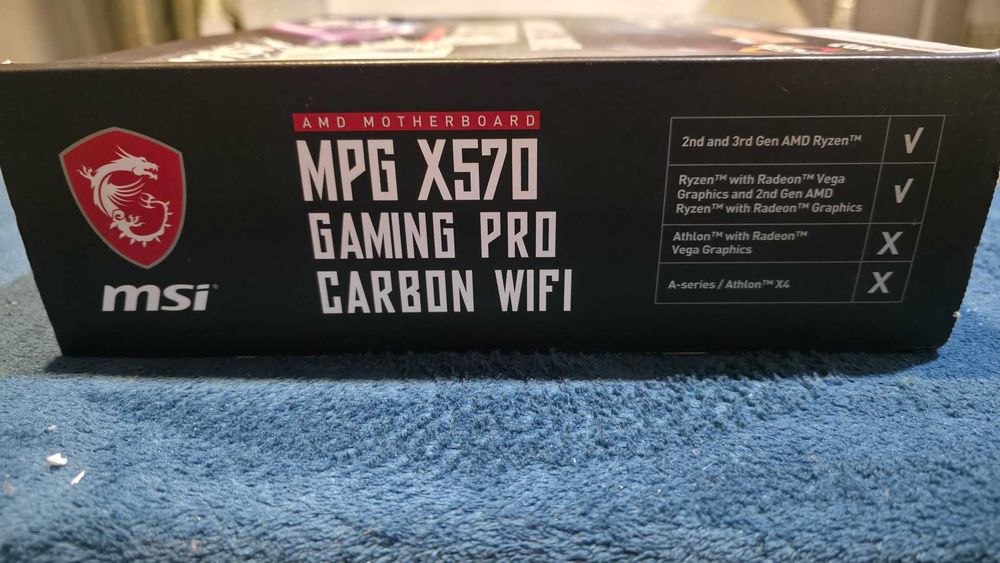 msi
AMD MOTHERBOARD
MPG X570
GAMING PRO
CARBON WIFI
2nd and 3rd Gen AMD Ryzen™ √
Ryzen™ with Radeon™ Vega
Graphics and 2nd Gen AMD
Ryzen™ with Radeon™ Graphics √
Athlon™ with Radeon™
Vega Graphics X
A-series / Athlon™ X4 X